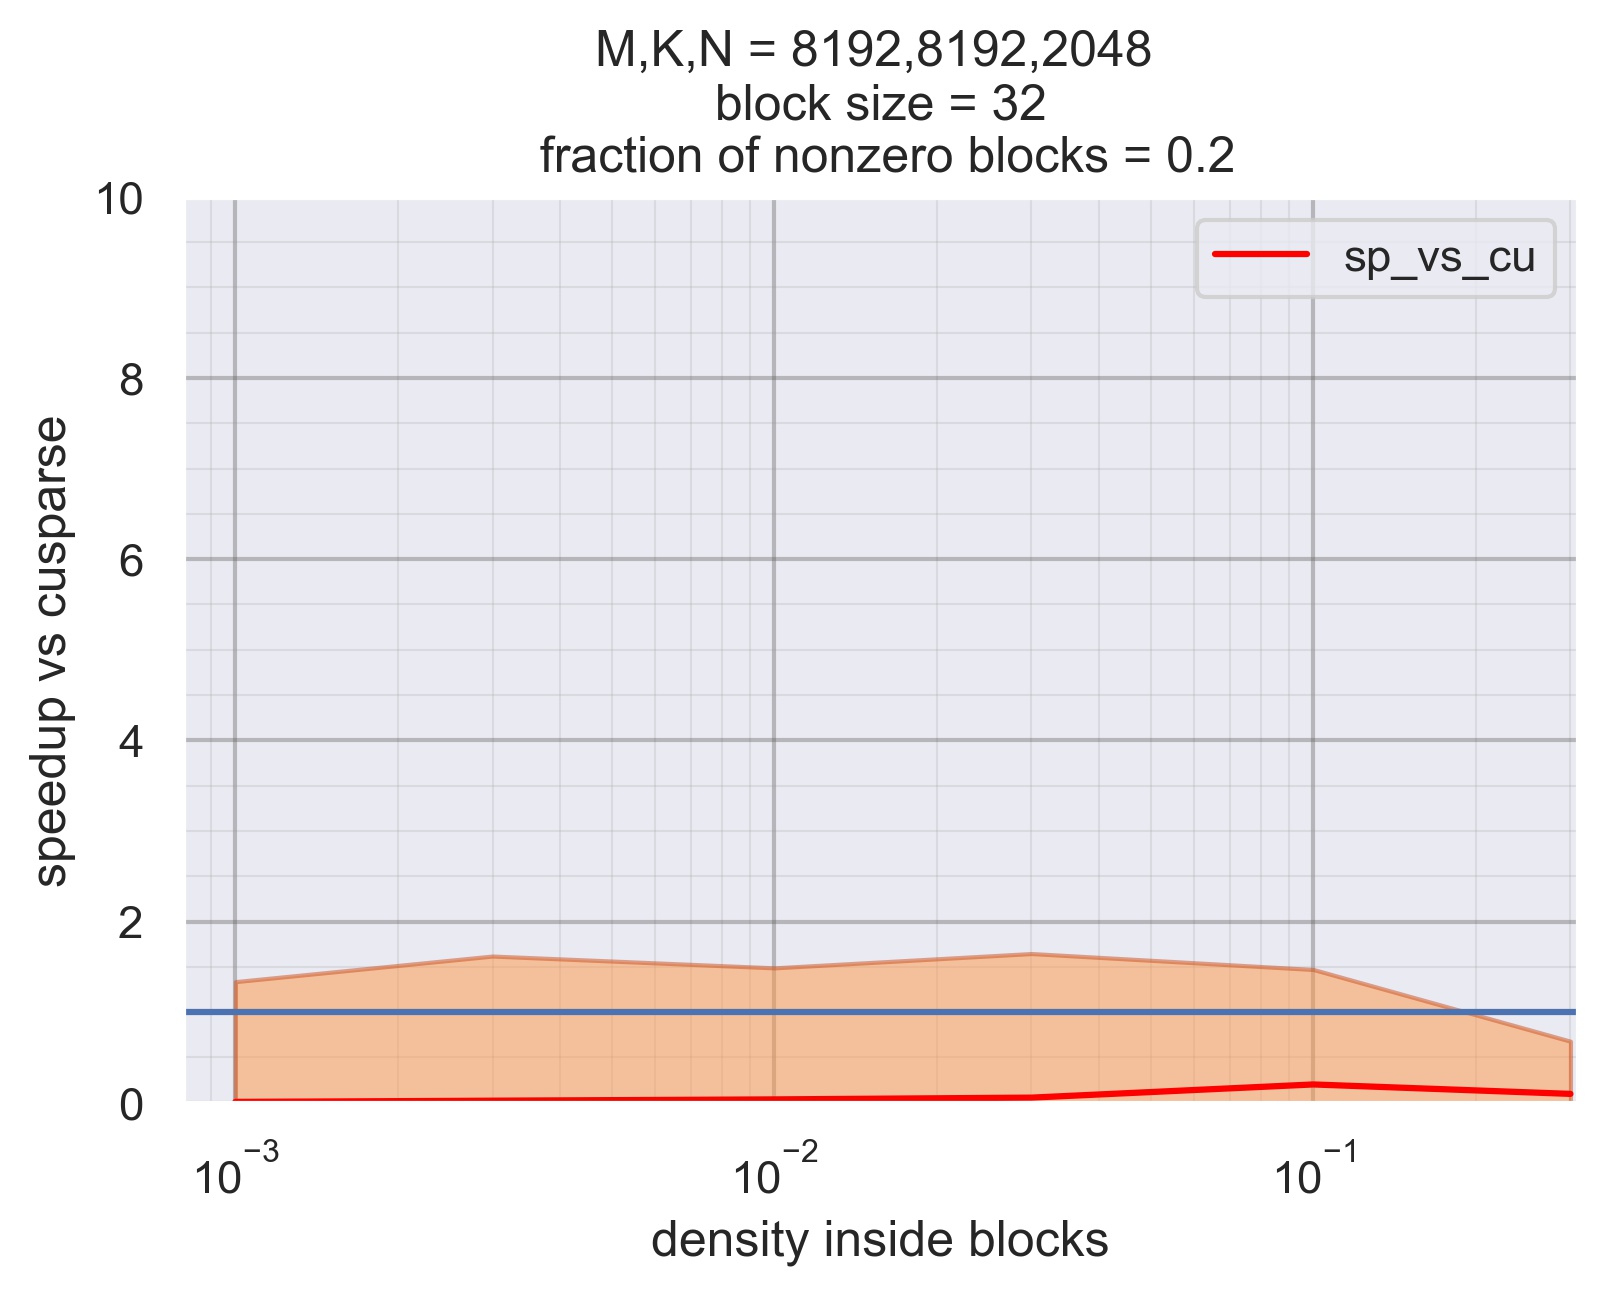 M,K,N = 8192,8192,2048
block size = 32
fraction of nonzero blocks = 0.2
10
8
6
4
2
0
speedup vs cusparse
sp_vs_cu
10⁻³
10⁻²
10⁻¹
density inside blocks